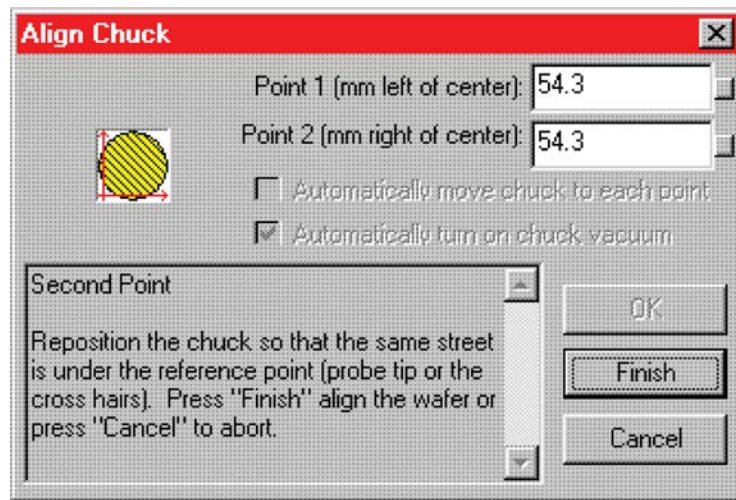 Align Chuck
Point 1 (mm left of center): 54.3
Point 2 (mm right of center): 54.3
Automatically move chuck to each point
Automatically turn on chuck vacuum
Second Point
Reposition the chuck so that the same street
is under the reference point (probe tip or the
cross hairs). Press "Finish" align the wafer or
press "Cancel" to abort.
OK
Finish
Cancel